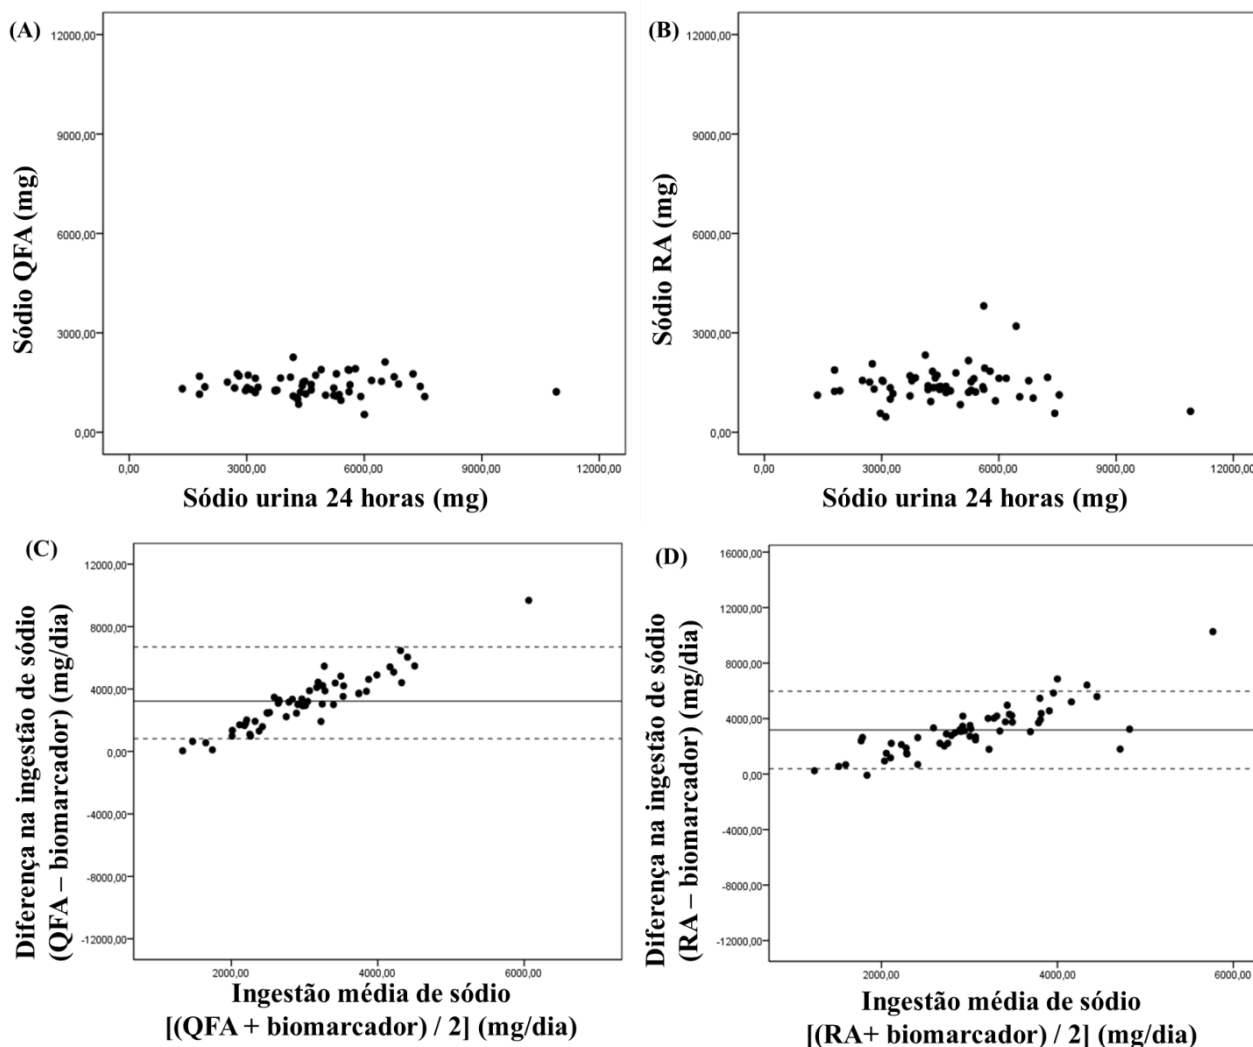 (A)
12000,00
9000,00
6000,00
3000,00
0,00
Sódio QFA (mg)
0,00 3000,00 6000,00 9000,00 12000,00
Sódio urina 24 horas (mg)
(B)
12000,00
9000,00
6000,00
3000,00
0,00
Sódio RA (mg)
0,00 3000,00 6000,00 9000,00 12000,00
Sódio urina 24 horas (mg)
(C)
12000,00
8000,00
4000,00
,00
-4000,00
-8000,00
-12000,00
Diferença na ingestão de sódio
(QFA – biomarcador) (mg/dia)
2000,00 4000,00 6000,00
Ingestão média de sódio
[(QFA + biomarcador) / 2] (mg/dia)
(D)
16000,00
12000,00
8000,00
4000,00
,00
-4000,00
-8000,00
-12000,00
Diferença na ingestão de sódio
(RA – biomarcador) (mg/dia)
2000,00 4000,00 6000,00
Ingestão média de sódio
[(RA+ biomarcador) / 2] (mg/dia)